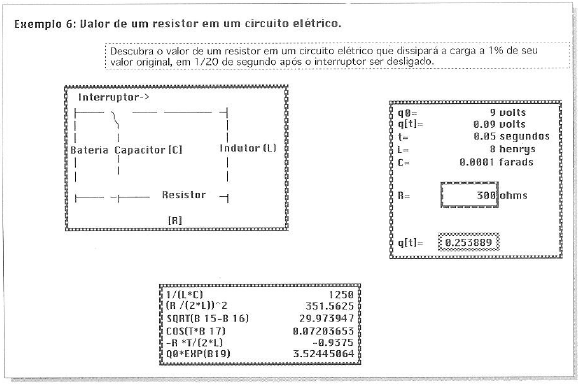 Exemplo 6: Valor de um resistor em um circuito elétrico.
Descubra o valor de um resistor em um circuito elétrico que dissipará a carga a 1% de seu
valor original, em 1/20 de segundo após o interruptor ser desligado.
Interruptor->
Bateria Capacitor [C] Indutor (L)
Resistor
[R]
q0= 9 volts
q[t]= 0.09 volts
t= 0.05 segundos
L= 8 henrys
C= 0.0001 farads
R= 300 ohms
q[t]= 0.253889
1/(L*C) 1250
(R /(2*L))^2 351.5625
SQRT(B 15-B 16) 29.973947
COS(T*B 17) 0.07203653
-R *T/(2*L) -0.9375
Q0*EXP(B19) 3.52445064